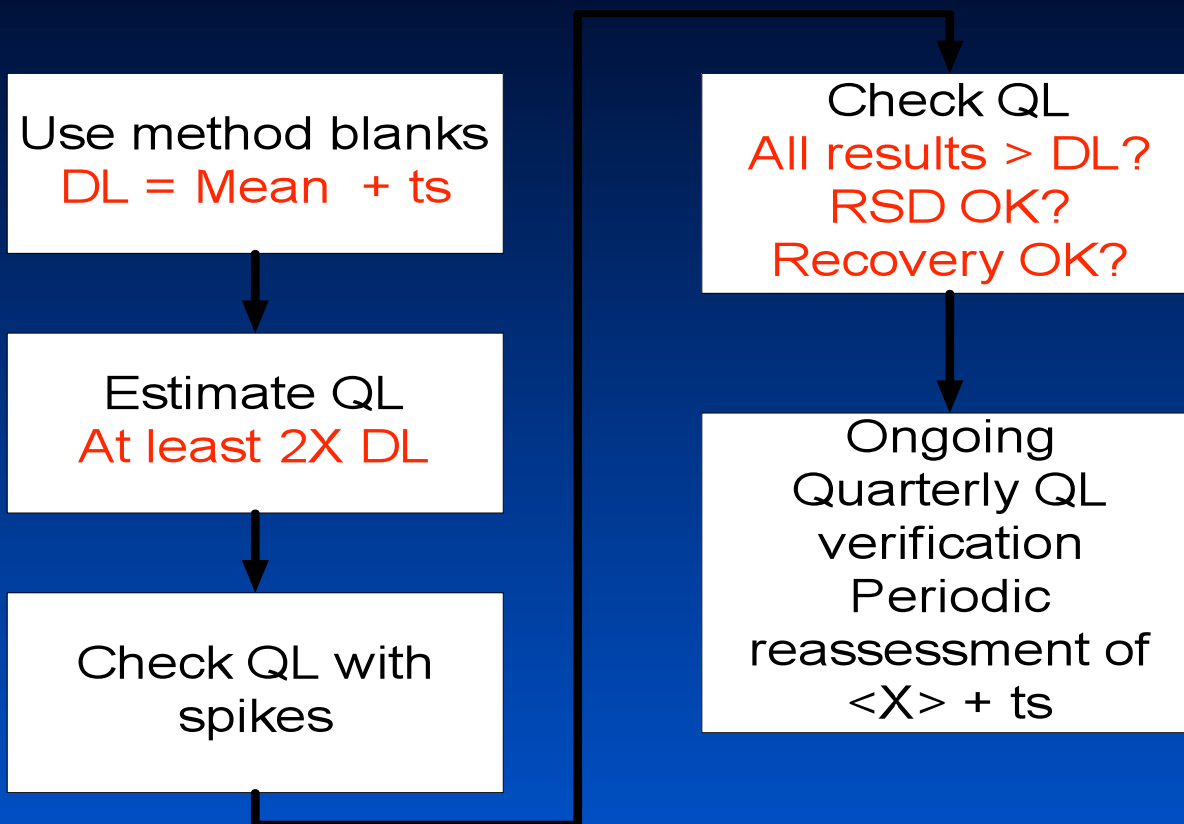 Use method blanks
DL = Mean + ts
Estimate QL
At least 2X DL
Check QL with
spikes
Check QL
All results > DL?
RSD OK?
Recovery OK?
Ongoing
Quarterly QL
verification
Periodic
reassessment of
<X> + ts